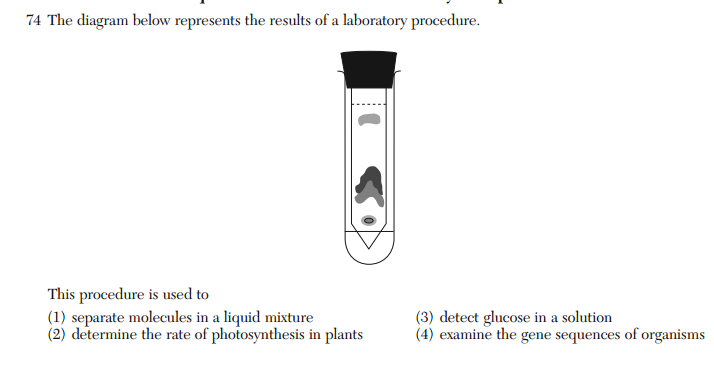 74 The diagram below represents the results of a laboratory procedure.
This procedure is used to
(1) separate molecules in a liquid mixture
(2) determine the rate of photosynthesis in plants
(3) detect glucose in a solution
(4) examine the gene sequences of organisms